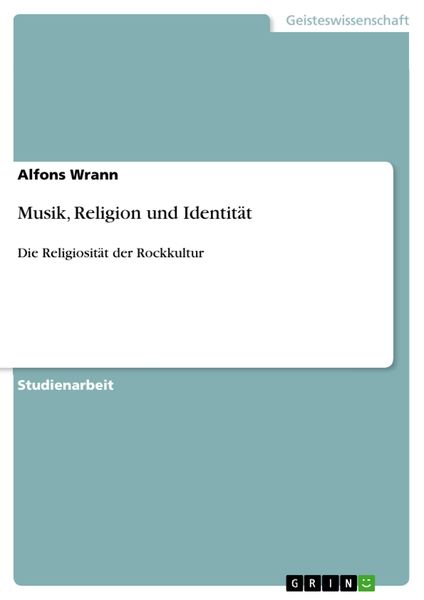 Geisteswissenschaft
Alfons Wrann
Musik, Religion und Identität
Die Religiosität der Rockkultur
Studienarbeit
GRIN